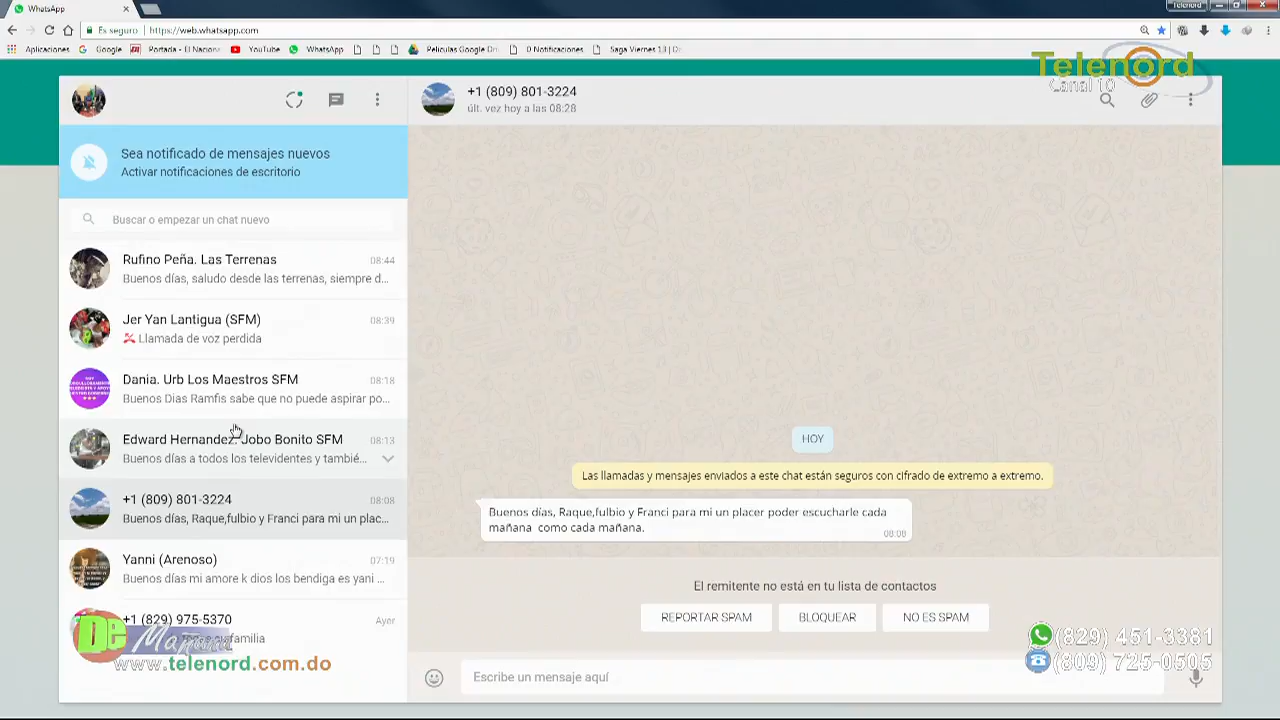 WhatsApp
Telenord
Es seguro | https://web.whatsapp.com
Aplicaciones Google Portada - El Nacion YouTube WhatsApp Películas Google Dri 0 Notificaciones Saga Viernes 13 | De
Telenord
Canal 10
+1 (809) 801-3224
últ. vez hoy a las 08:28
Sea notificado de mensajes nuevos
Activar notificaciones de escritorio
Buscar o empezar un chat nuevo
Rufino Peña. Las Terrenas 08:44
Buenos días, saludo desde las terrenas, siempre d...
Jer Yan Lantigua (SFM) 08:39
Llamada de voz perdida
Dania. Urb Los Maestros SFM 08:18
Buenos Dias Ramfis sabe que no puede aspirar po...
Edward Hernandez. Jobo Bonito SFM 08:13
Buenos días a todos los televidentes y tambié...
+1 (809) 801-3224 08:08
Buenos días, Raque,fulbio y Franci para mi un plac...
Yanni (Arenoso) 07:19
Buenos días mi amore k dios los bendiga es yani ...
+1 (829) 975-5370 Ayer
familia
De Mañana
www.telenord.com.do
HOY
Las llamadas y mensajes enviados a este chat están seguros con cifrado de extremo a extremo.
Buenos días, Raque,fulbio y Franci para mi un placer poder escucharle cada
mañana como cada mañana.
08:08
El remitente no está en tu lista de contactos
REPORTAR SPAM BLOQUEAR NO ES SPAM
(829) 451-3381
(809) 725-0505
Escribe un mensaje aquí